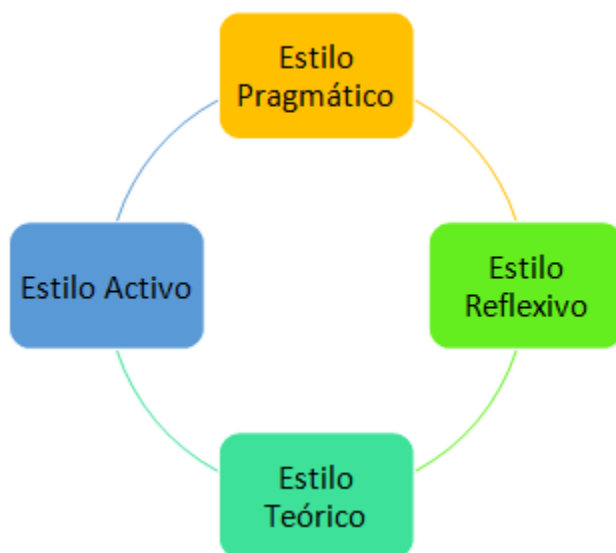 Estilo
Pragmático
Estilo Activo
Estilo
Reflexivo
Estilo
Teórico